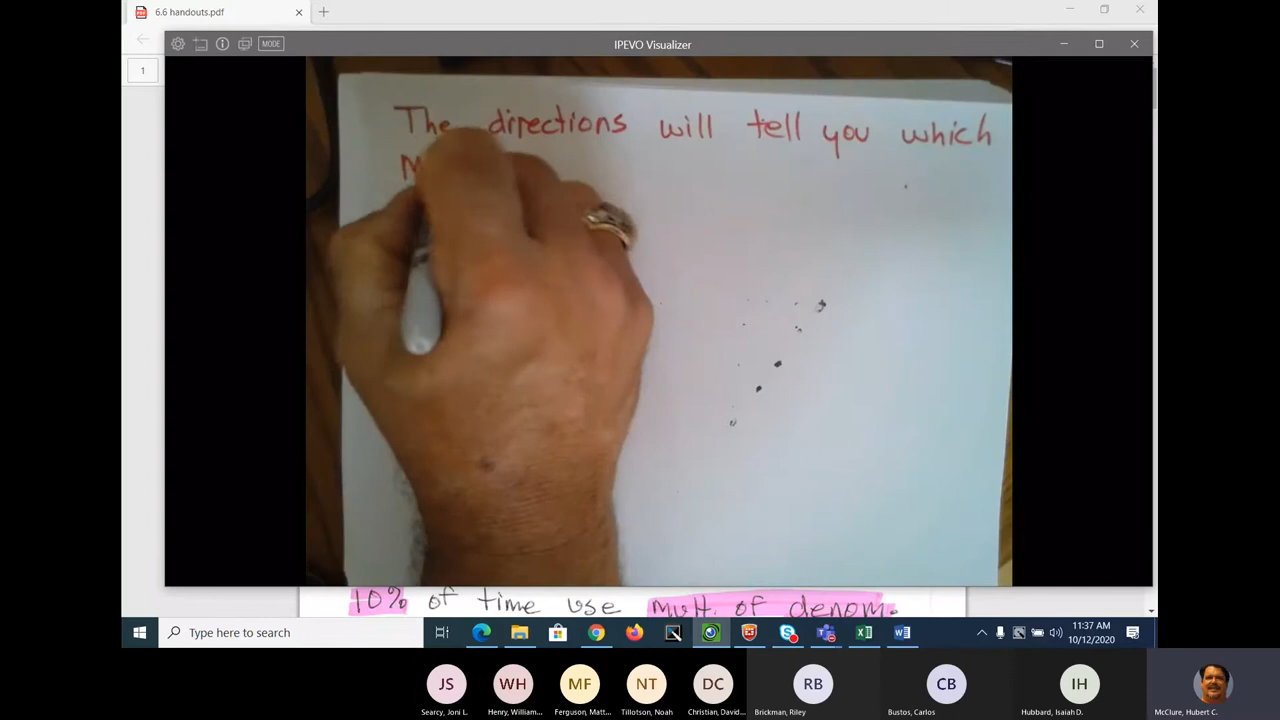 6.6 handouts.pdf
IPEVO Visualizer
MODE
1
The directions will tell you which
10% of time use mult. of denom.
Type here to search
11:37 AM
10/12/2020
JS WH MF NT DC RB CB IH
Searcy, Joni L. Henry, William... Ferguson, Matt... Tillotson, Noah Christian, David... Brickman, Riley Bustos, Carlos Hubbard, Isaiah D. McClure, Hubert C.